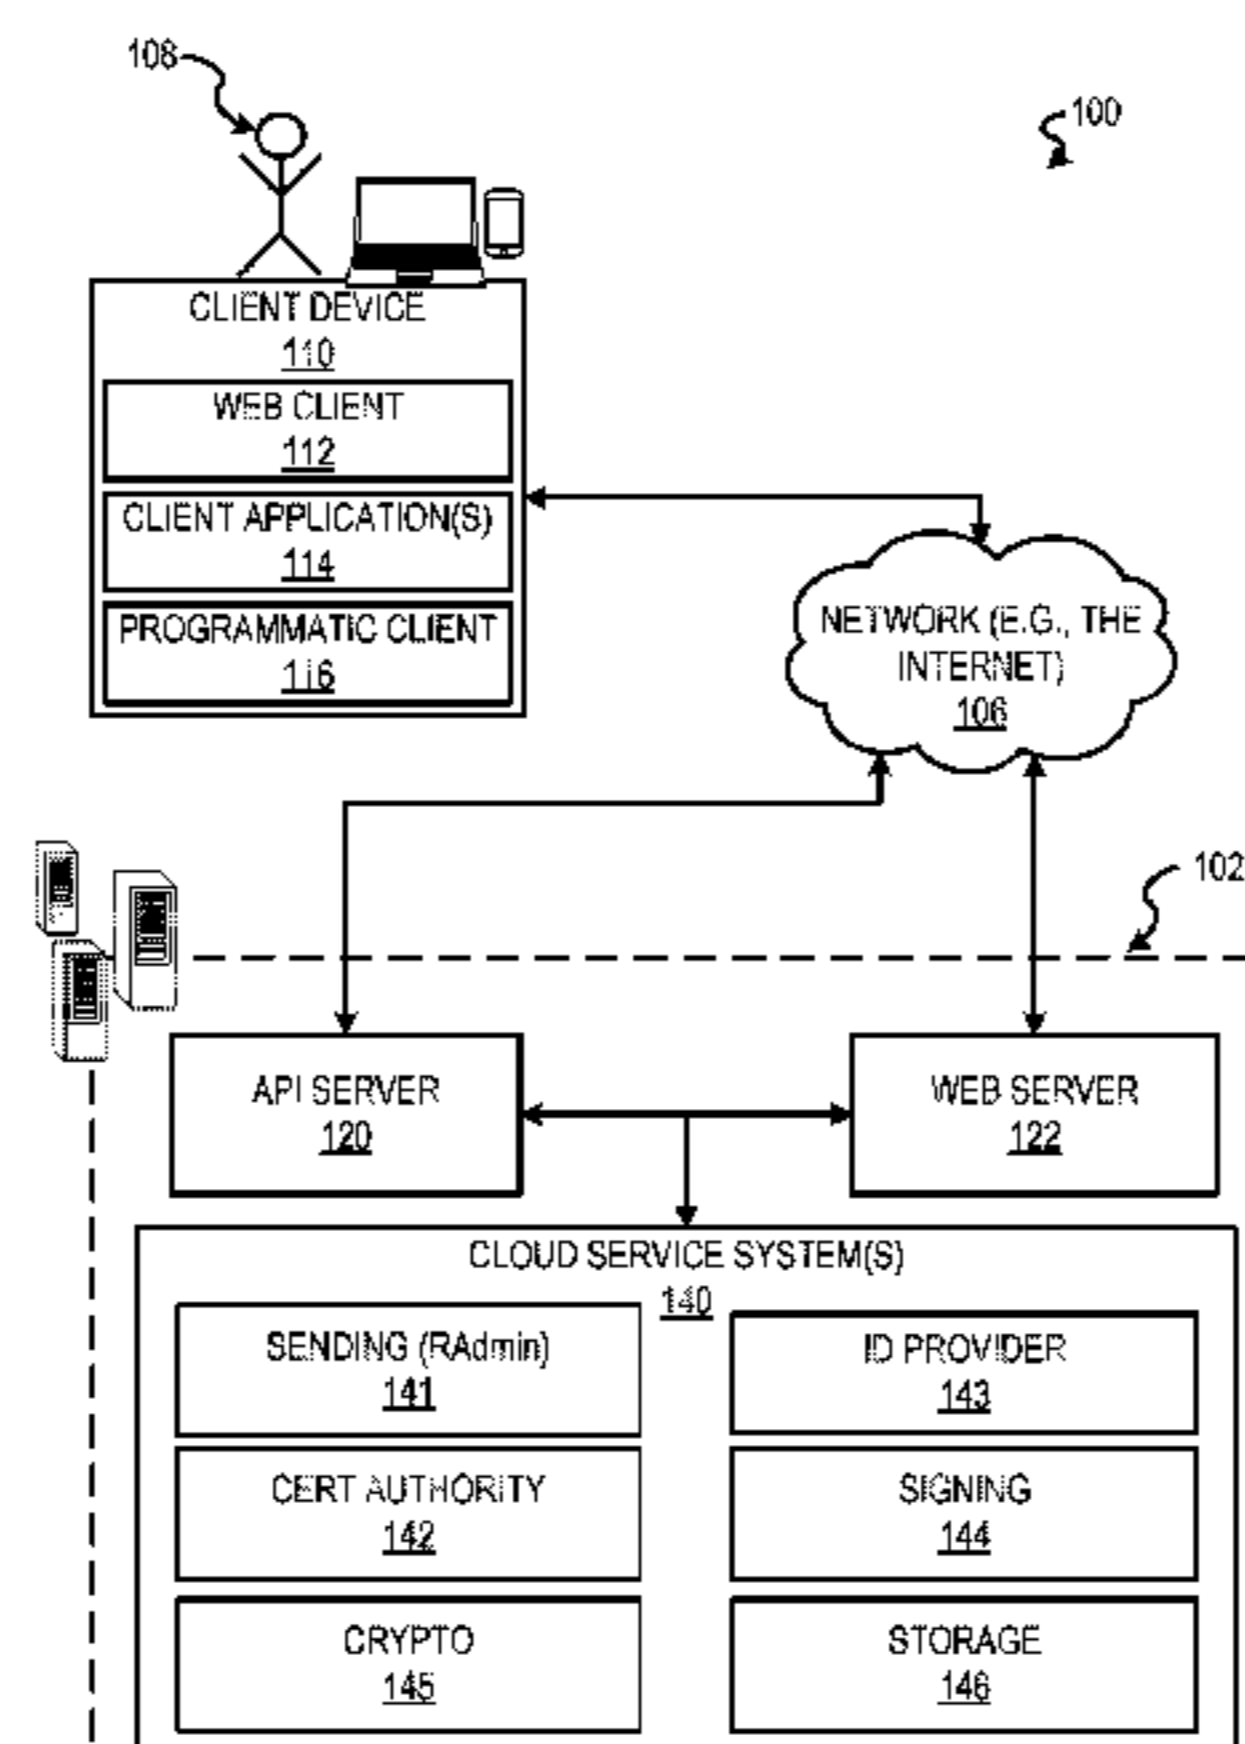 108
100
CLIENT DEVICE
110
WEB CLIENT
112
CLIENT APPLICATION(S)
114
PROGRAMMATIC CLIENT
116
NETWORK (E.G., THE
INTERNET)
106
102
API SERVER
120
WEB SERVER
122
CLOUD SERVICE SYSTEM(S)
140
SENDING (RAdmin)
141
ID PROVIDER
143
CERT AUTHORITY
142
SIGNING
144
CRYPTO
145
STORAGE
146